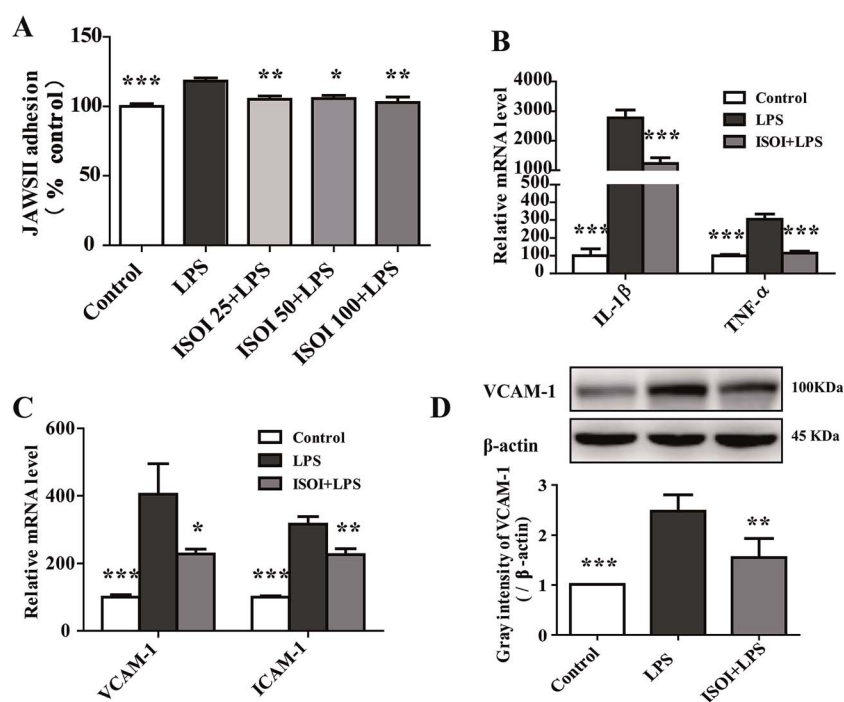 A
JAWSII adhesion
( % control)
150
100
50
0
***
**
*
**
Control
LPS
ISOI 25+LPS
ISOI 50+LPS
ISOI 100+LPS
B
Relative mRNA level
4000
3000
2000
1000
500
400
300
200
100
0
Control
LPS
ISOI+LPS
***
***
***
***
IL-1β
TNF-α
C
Relative mRNA level
600
400
200
0
Control
LPS
ISOI+LPS
***
*
***
**
VCAM-1
ICAM-1
D
VCAM-1
100KDa
β-actin
45 KDa
Gray intensity of VCAM-1
( / β -actin)
3
2
1
0
***
**
Control
LPS
ISOI+LPS